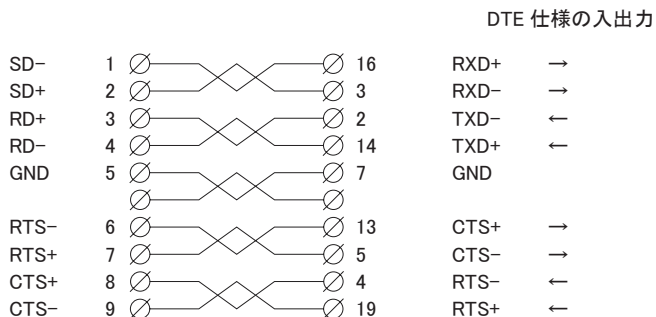 DTE 仕様の入出力
SD− 1 16 RXD+ →
SD+ 2 3 RXD− →
RD+ 3 2 TXD− ←
RD− 4 14 TXD+ ←
GND 5 7 GND
RTS− 6 13 CTS+ →
RTS+ 7 5 CTS− →
CTS+ 8 4 RTS− ←
CTS− 9 19 RTS+ ←